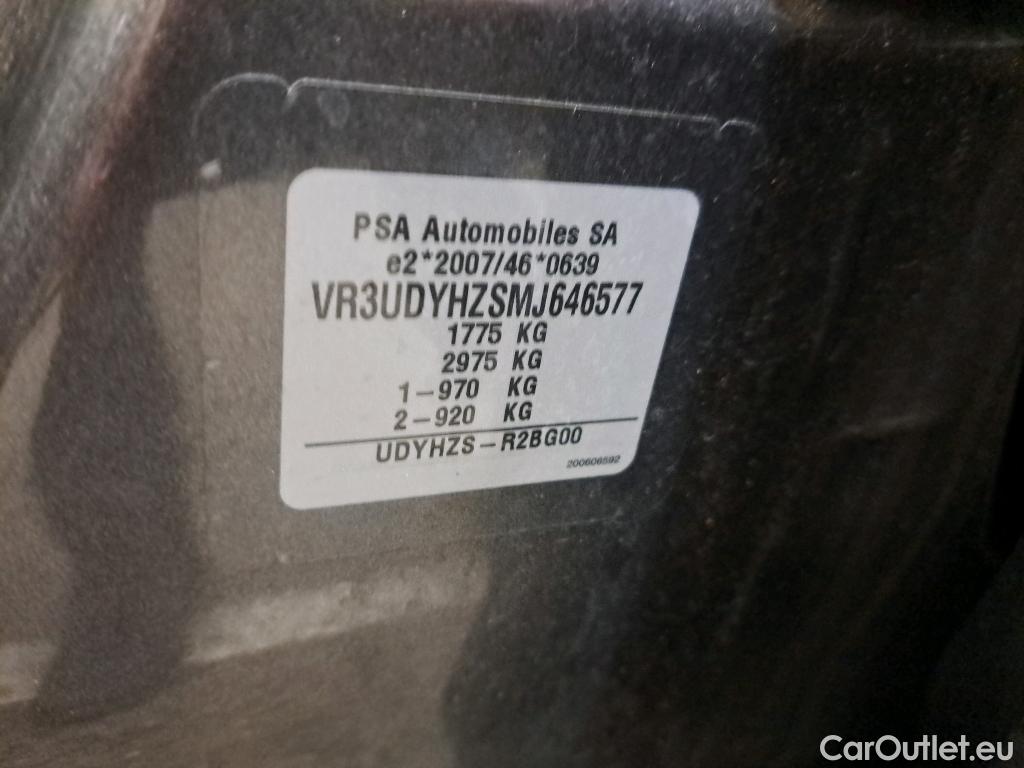 PSA Automobiles SA
e2*2007/46*0639
VR3UDYHZSMJ646577
1775 KG
2975 KG
1-970 KG
2-920 KG
UDYHZS-R2BG00
200606592
CarOutlet.eu